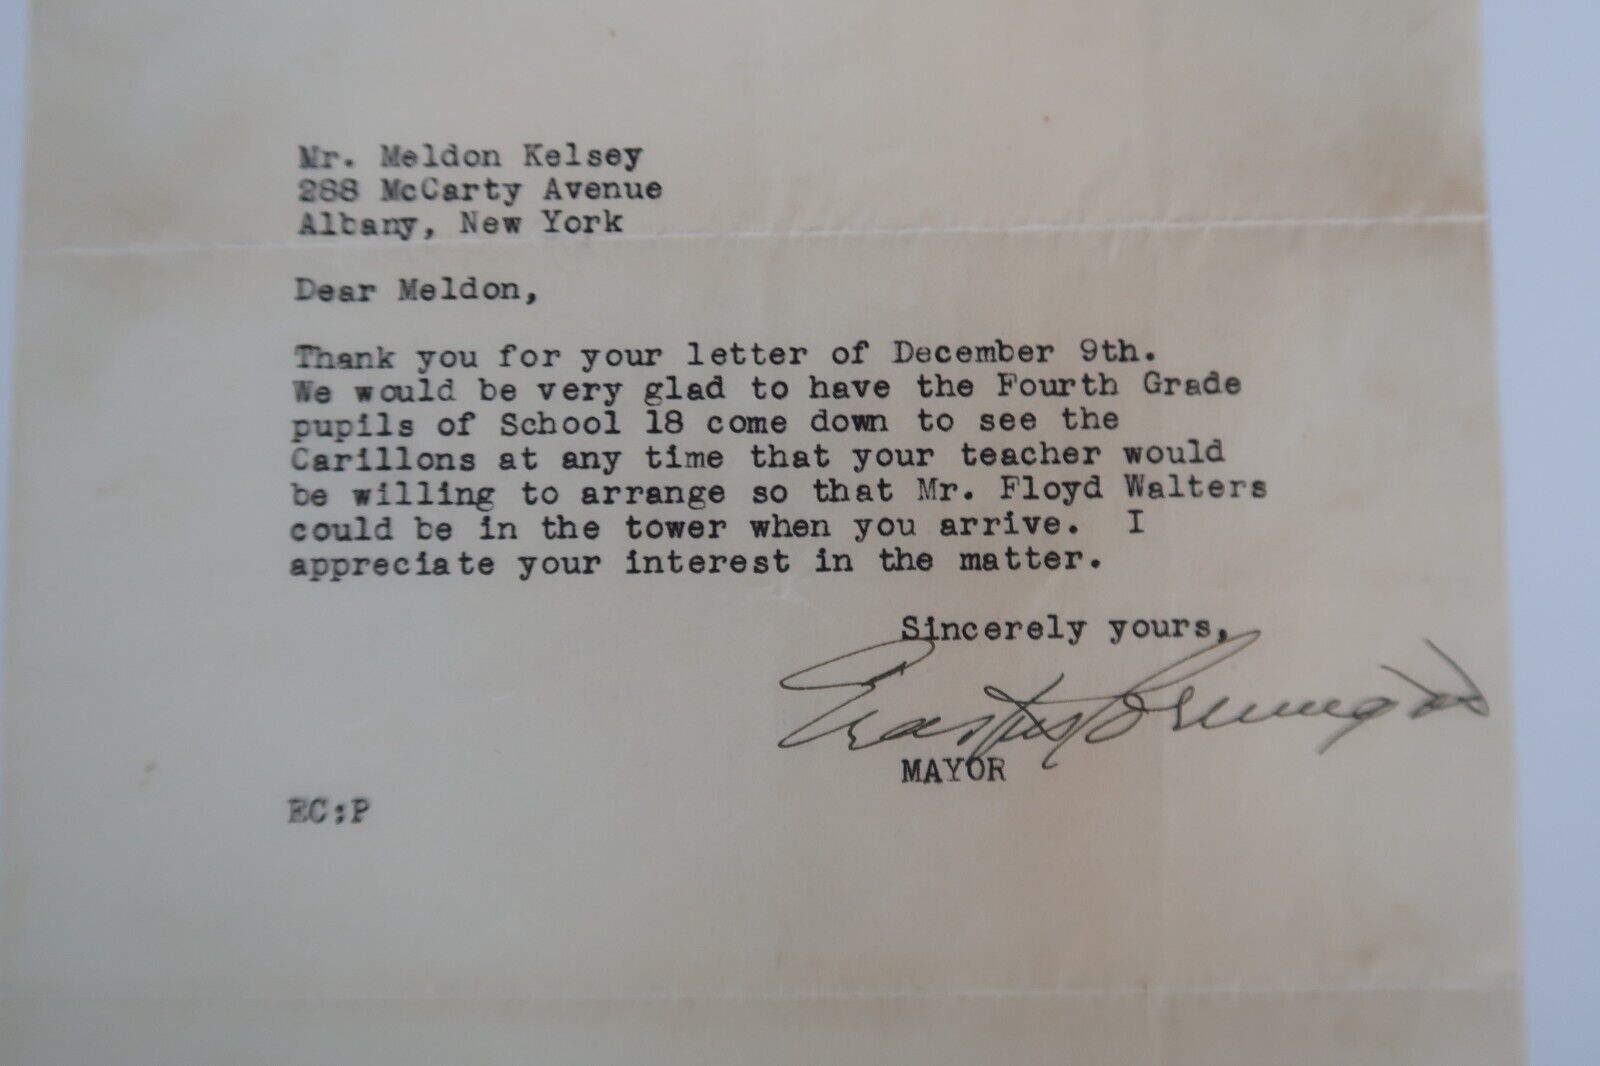 Mr. Meldon Kelsey
288 McCarty Avenue
Albany, New York
Dear Meldon,
Thank you for your letter of December 9th.
We would be very glad to have the Fourth Grade
pupils of School 18 come down to see the
Carillons at any time that your teacher would
be willing to arrange so that Mr. Floyd Walters
could be in the tower when you arrive. I
appreciate your interest in the matter.
Sincerely yours,
Erastus Corning 2nd
MAYOR
EC:P